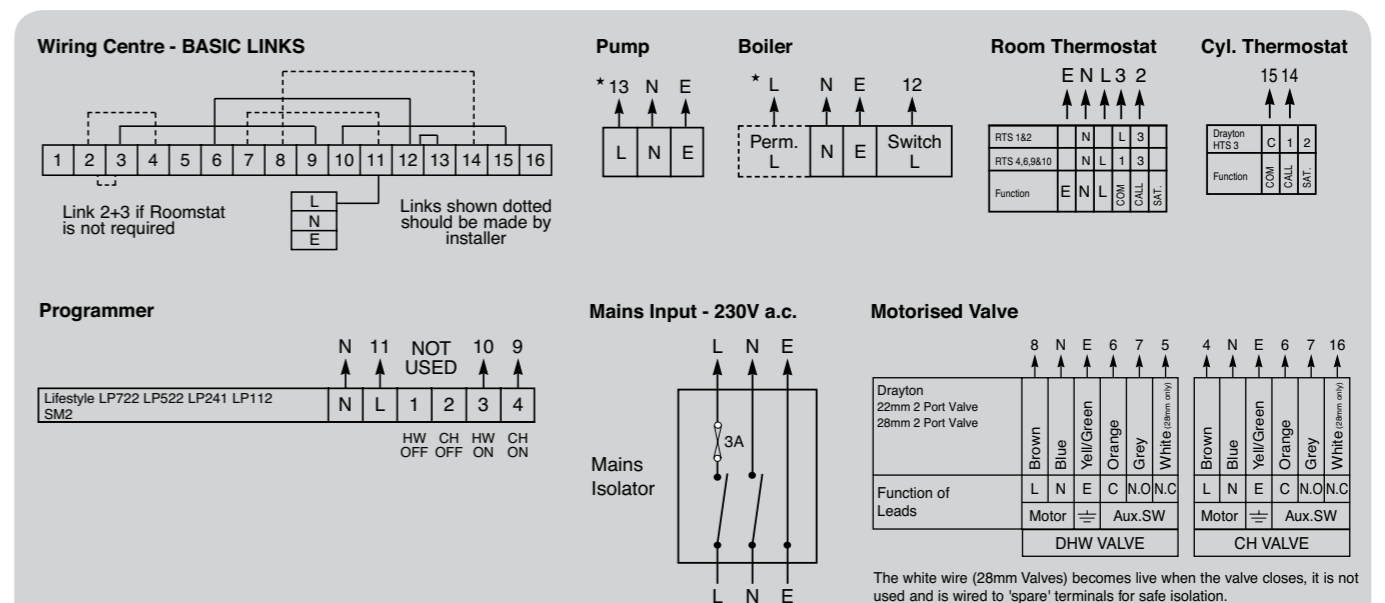 Wiring Centre - BASIC LINKS
1 2 3 4 5 6 7 8 9 10 11 12 13 14 15 16
Link 2+3 if Roomstat
is not required
L
N
E
Links shown dotted
should be made by
installer
Pump
*13 N E
L N E
Boiler
*L N E 12
Perm.
L
N E
Switch
L
Room Thermostat
E N L 3 2
RTS 1&2 N L 3
RTS 4,6,9&10 N L 1 3
Function E N L COM CALL SAT.
Cyl. Thermostat
15 14
Drayton
HTS 3
C 1 2
Function COM CALL SAT.
Programmer
N 11 NOT USED 10 9
Lifestyle LP722 LP522 LP241 LP112
SM2
N L 1 2 3 4
HW OFF CH OFF HW ON CH ON
Mains Input - 230V a.c.
L N E
3A
Mains
Isolator
L N E
Motorised Valve
8 N E 6 7 5
4 N E 6 7 16
Drayton
22mm 2 Port Valve
28mm 2 Port Valve
Brown Blue Yell/Green Orange Grey White (28mm only)
Brown Blue Yell/Green Orange Grey White (28mm only)
Function of
Leads
L N E C N.O N.C
L N E C N.O N.C
Motor Aux.SW
Motor Aux.SW
DHW VALVE
CH VALVE
The white wire (28mm Valves) becomes live when the valve closes, it is not
used and is wired to 'spare' terminals for safe isolation.